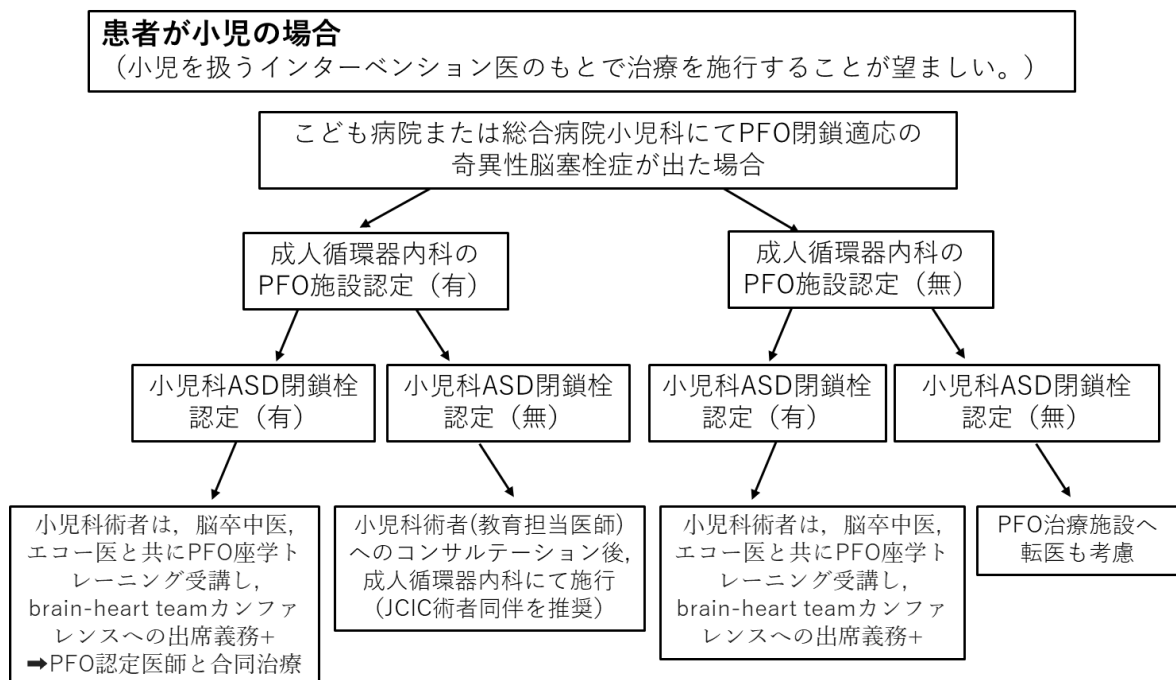 患者が小児の場合
（小児を扱うインターベンション医のもとで治療を施行することが望ましい。）
こども病院または総合病院小児科にてPFO閉鎖適応の
奇異性脳塞栓症が出た場合
成人循環器内科の
PFO施設認定（有）
成人循環器内科の
PFO施設認定（無）
小児科ASD閉鎖栓
認定（有）
小児科ASD閉鎖栓
認定（無）
小児科ASD閉鎖栓
認定（有）
小児科ASD閉鎖栓
認定（無）
小児科術者は，脳卒中医，
エコー医と共にPFO座学ト
レーニング受講し，
brain-heart teamカンファ
レンスへの出席義務+
➡PFO認定医師と合同治療
小児科術者(教育担当医師)
へのコンサルテーション後，
成人循環器内科にて施行
（JCIC術者同伴を推奨）
小児科術者は，脳卒中医，
エコー医と共にPFO座学ト
レーニング受講し，
brain-heart teamカンファ
レンスへの出席義務+
PFO治療施設へ
転医も考慮